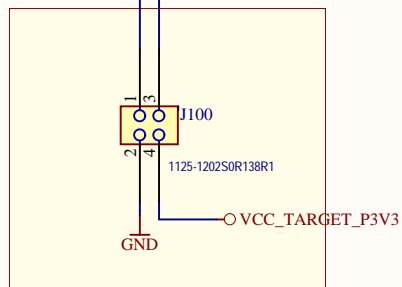 1 3
J100
2 4
1125-1202S0R138R1
VCC_TARGET_P3V3
GND